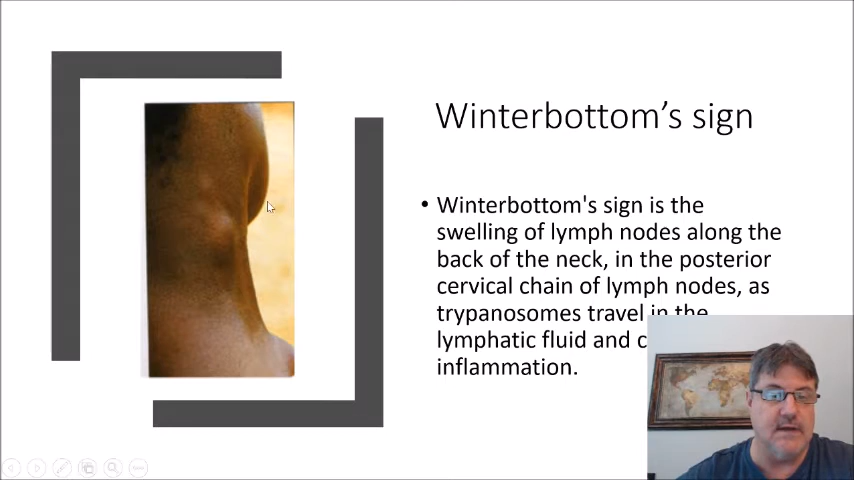 Winterbottom’s sign
• Winterbottom's sign is the
swelling of lymph nodes along the
back of the neck, in the posterior
cervical chain of lymph nodes, as
trypanosomes travel in the
lymphatic fluid and
inflammation.